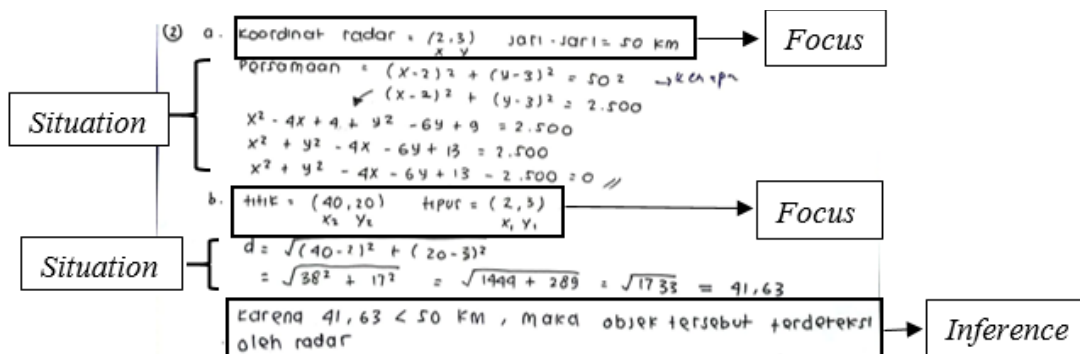 ② a. Koordinat radar = (2,3) Jari-Jari = 50 km
x y
Focus
Persamaan = (x-2)² + (y-3)² = 50² → kenapa
(x-2)² + (y-3)² = 2.500
Situation
x² - 4x + 4 + y² - 6y + 9 = 2.500
x² + y² - 4x - 6y + 13 = 2.500
x² + y² - 4x - 6y + 13 - 2.500 = 0 //
b. titik = (40,20) = (2,3)
x₂ y₂ x₁ y₁
Focus
Situation
d = √(40-2)² + (20-3)²
= √38² + 17² = √1444 + 289 = √1733 = 41,63
Karena 41,63 < 50 KM, maka objek tersebut terdeteksi
oleh radar
Inference